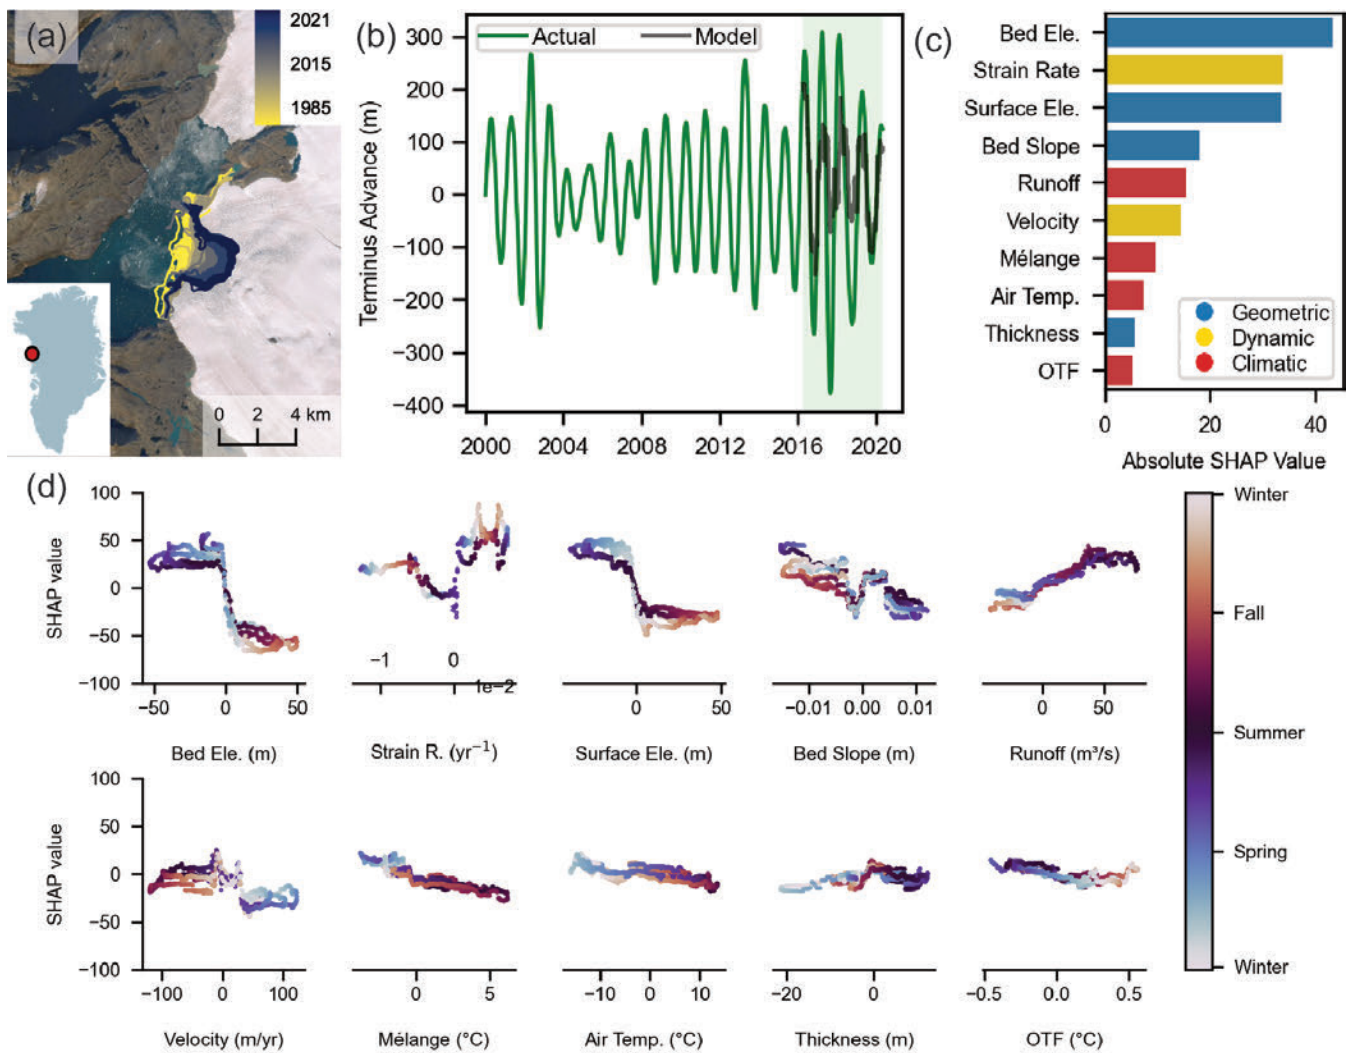 (a)
2021
2015
1985
0 2 4 km
(b)
Actual Model
Terminus Advance (m)
300
200
100
0
−100
−200
−300
−400
2000 2004 2008 2012 2016 2020
(c)
Bed Ele.
Strain Rate
Surface Ele.
Bed Slope
Runoff
Velocity
Mélange
Air Temp.
Thickness
OTF
Geometric
Dynamic
Climatic
0 20 40
Absolute SHAP Value
(d)
SHAP value
100
50
0
−50
−100
−50 0 50
Bed Ele. (m)
−1 0
1e−2
Strain R. (yr⁻¹)
0 50
Surface Ele. (m)
−0.01 0.00 0.01
Bed Slope (m)
0 50
Runoff (m³/s)
SHAP value
100
50
0
−50
−100
−100 0 100
Velocity (m/yr)
0 5
Mélange (°C)
−10 0 10
Air Temp. (°C)
−20 0
Thickness (m)
−0.5 0.0 0.5
OTF (°C)
Winter
Fall
Summer
Spring
Winter